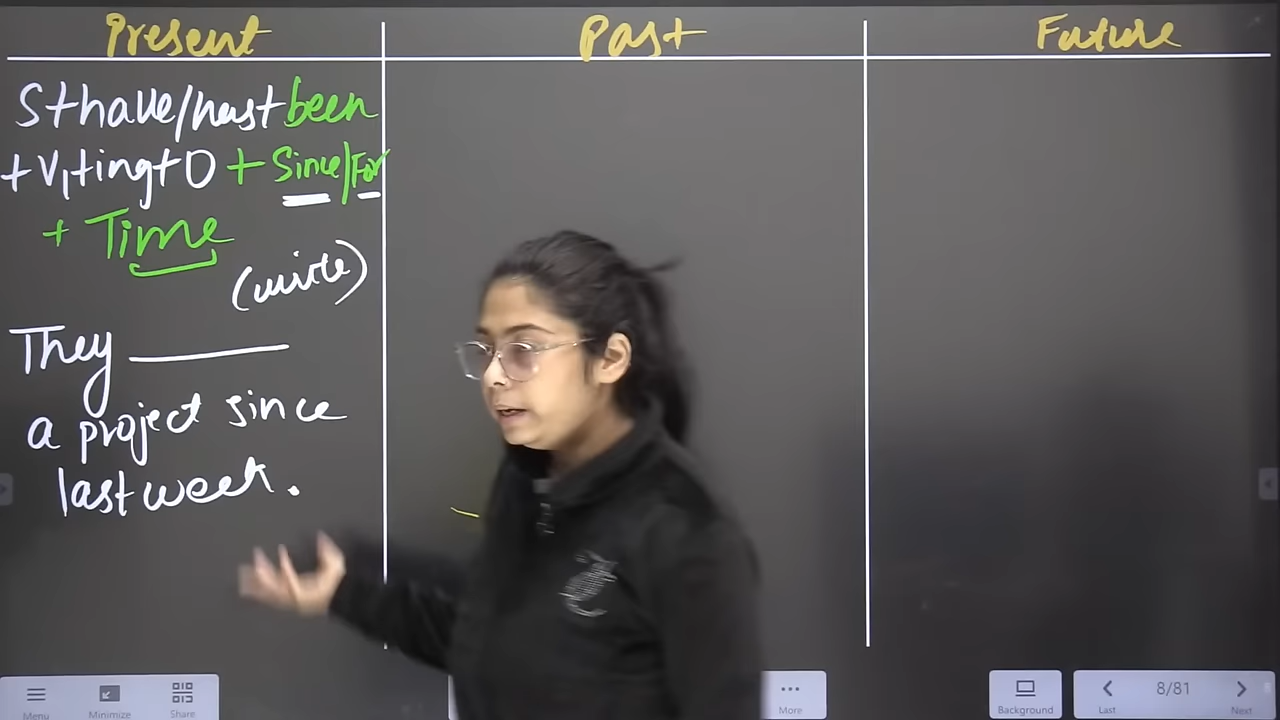 Present
Past
Future
S+have/has+been
+V1+ing+O+Since/For
+Time
(write)
They ______
a project since
last week.
Menu
Minimize
Share
More
Background
Last
8/81
Next